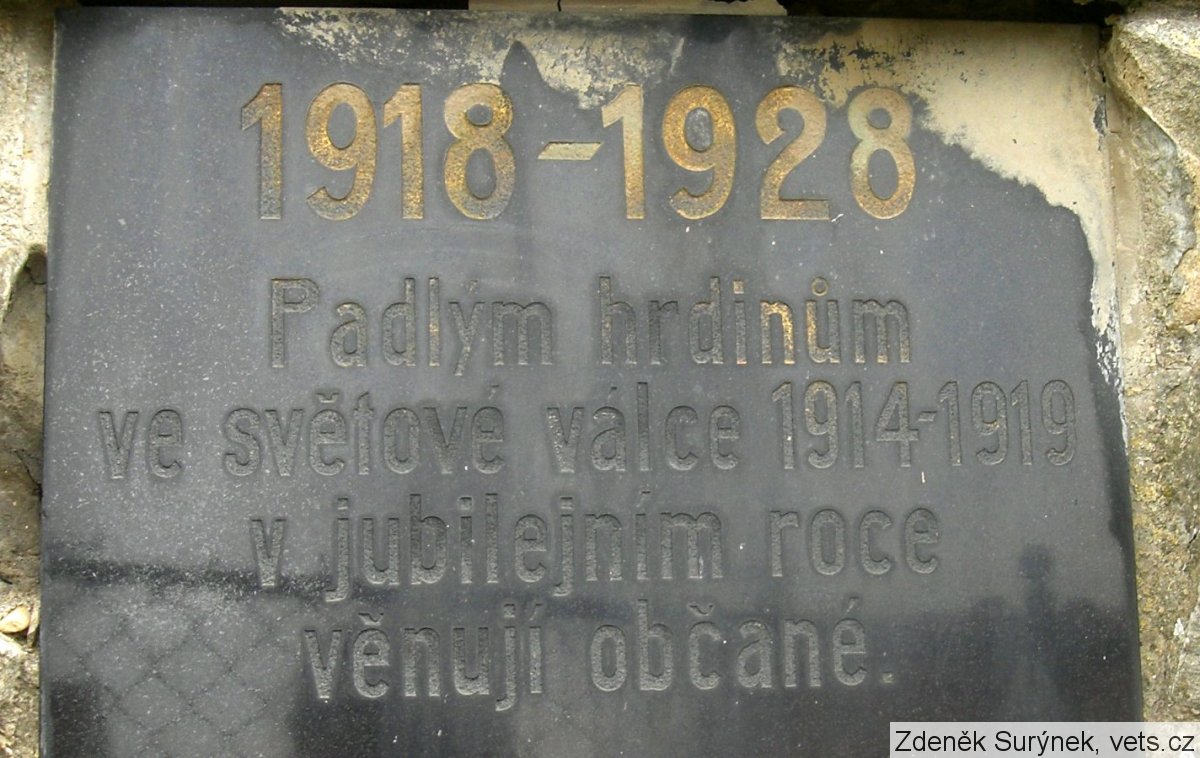 1918-1928
Padlým hrdinům
ve světové válce 1914-1919
v jubilejním roce
věnují občané.
Zdeněk Surýnek, vets.cz